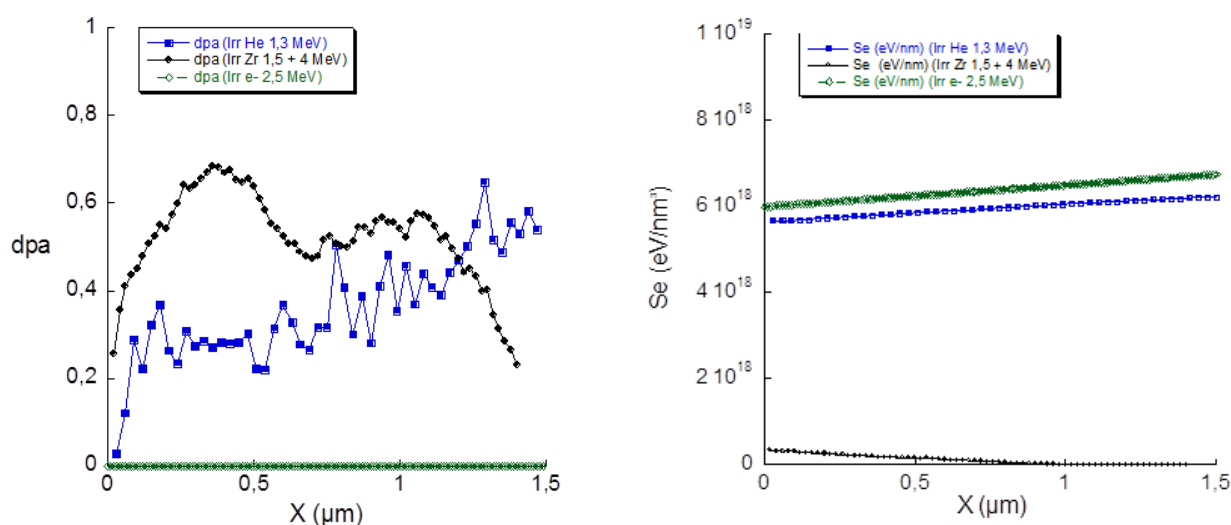 1
0,8
0,6
0,4
0,2
0
dpa
0
0,5
1
1,5
X (µm)
dpa (Irr He 1,3 MeV)
dpa (Irr Zr 1,5 + 4 MeV)
dpa (Irr e- 2,5 MeV)
1 10¹⁹
8 10¹⁸
6 10¹⁸
4 10¹⁸
2 10¹⁸
0
Se (eV/nm³)
0
0,5
1
1,5
X (µm)
Se (eV/nm) (Irr He 1,3 MeV)
Se (eV/nm) (Irr Zr 1,5 + 4 MeV)
Se (eV/nm) (Irr e- 2,5 MeV)